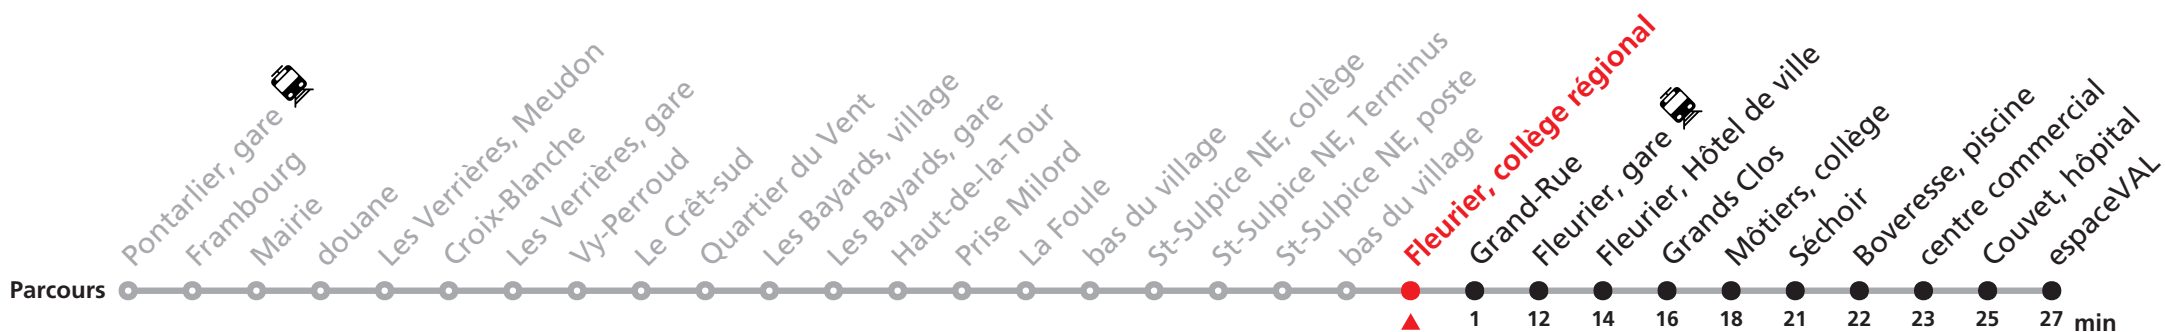 Pontarlier, gare
Frambourg
Mairie
douane
Les Verrières, Meudon
Croix-Blanche
Les Verrières, gare
Vy-Perroud
Le Crêt-sud
Quartier du Vent
Les Bayards, village
Les Bayards, gare
Haut-de-la-Tour
Prise Milord
La Foule
bas du village
St-Sulpice NE, collège
St-Sulpice NE, Terminus
St-Sulpice NE, poste
bas du village
Fleurier, collège régional
Grand-Rue
Fleurier, gare
Fleurier, Hôtel de ville
Grands Clos
Môtiers, collège
Séchoir
Boveresse, piscine
centre commercial
Couvet, hôpital
espaceVAL
Parcours
1 12 14 16 18 21 22 23 25 27 min